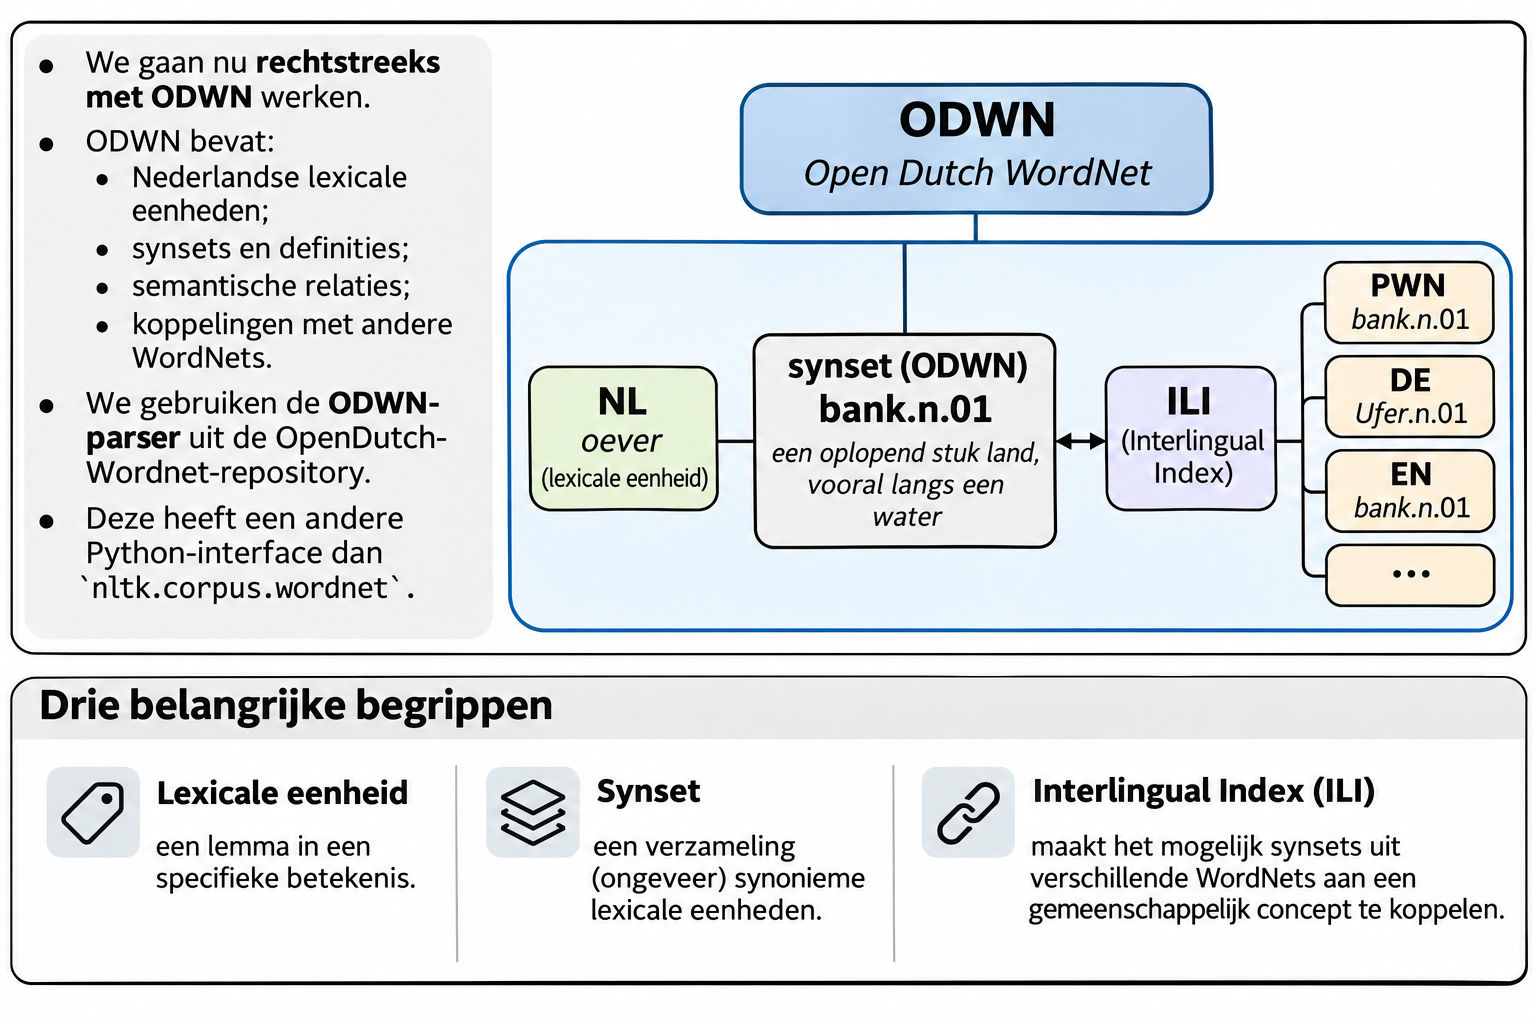 • We gaan nu rechtstreeks
met ODWN werken.
• ODWN bevat:
• Nederlandse lexicale
eenheden;
• synsets en definities;
• semantische relaties;
• koppelingen met andere
WordNets.
• We gebruiken de ODWN-
parser uit de OpenDutch-
Wordnet-repository.
• Deze heeft een andere
Python-interface dan
`nltk.corpus.wordnet`.
ODWN
Open Dutch WordNet
NL
oever
(lexicale eenheid)
synset (ODWN)
bank.n.01
een oplopend stuk land,
vooral langs een
water
ILI
(Interlingual
Index)
PWN
bank.n.01
DE
Ufer.n.01
EN
bank.n.01
...
Drie belangrijke begrippen
Lexicale eenheid
een lemma in een
specifieke betekenis.
Synset
een verzameling
(ongeveer) synonieme
lexicale eenheden.
Interlingual Index (ILI)
maakt het mogelijk synsets uit
verschillende WordNets aan een
gemeenschappelijk concept te koppelen.